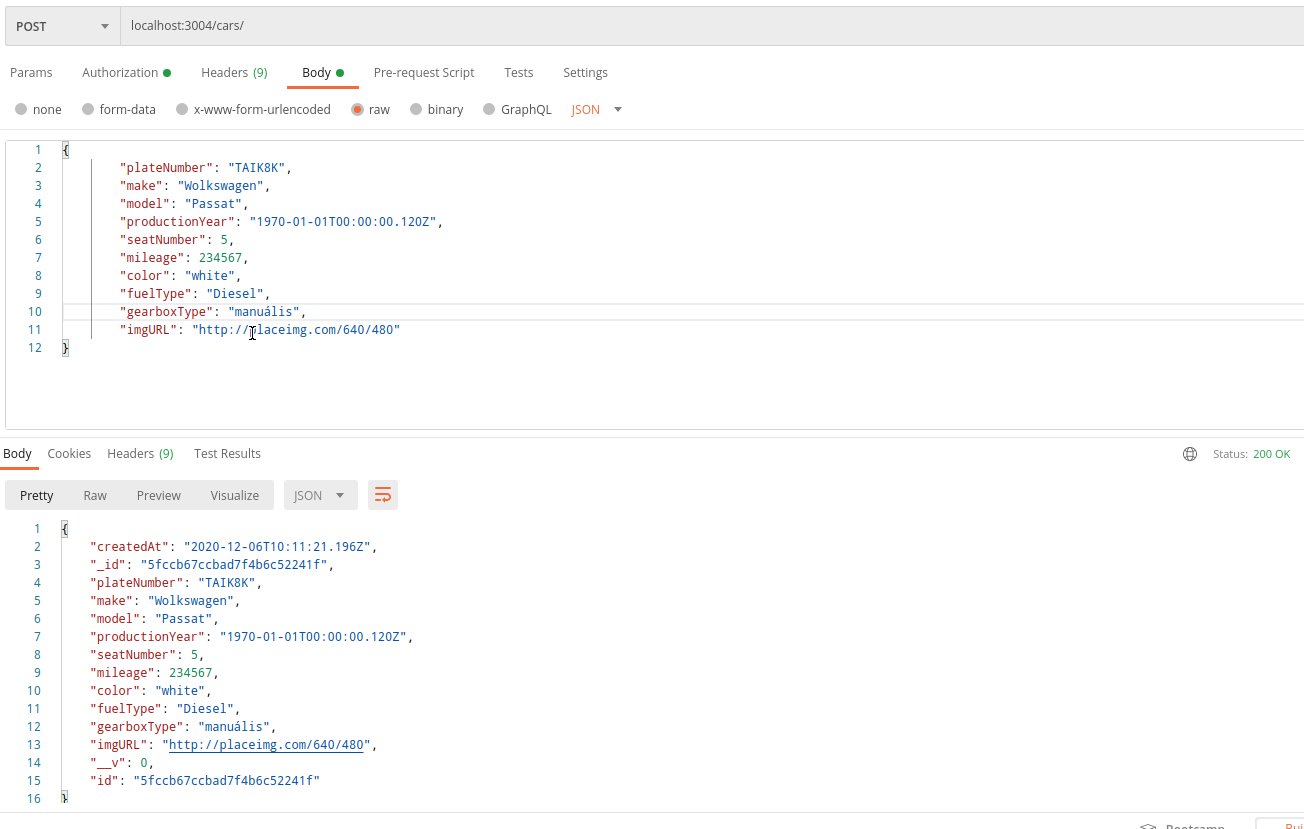 POST localhost:3004/cars/
Params Authorization Headers (9) Body Pre-request Script Tests Settings
none form-data x-www-form-urlencoded raw binary GraphQL JSON
1 {
2 "plateNumber": "TAIK8K",
3 "make": "Wolkswagen",
4 "model": "Passat",
5 "productionYear": "1970-01-01T00:00:00.120Z",
6 "seatNumber": 5,
7 "mileage": 234567,
8 "color": "white",
9 "fuelType": "Diesel",
10 "gearboxType": "manuális",
11 "imgURL": "http://placeimg.com/640/480"
12 }
Body Cookies Headers (9) Test Results Status: 200 OK
Pretty Raw Preview Visualize JSON
1 {
2 "createdAt": "2020-12-06T10:11:21.196Z",
3 "_id": "5fccb67ccbad7f4b6c52241f",
4 "plateNumber": "TAIK8K",
5 "make": "Wolkswagen",
6 "model": "Passat",
7 "productionYear": "1970-01-01T00:00:00.120Z",
8 "seatNumber": 5,
9 "mileage": 234567,
10 "color": "white",
11 "fuelType": "Diesel",
12 "gearboxType": "manuális",
13 "imgURL": "http://placeimg.com/640/480",
14 "__v": 0,
15 "id": "5fccb67ccbad7f4b6c52241f"
16 }
Bootcamp